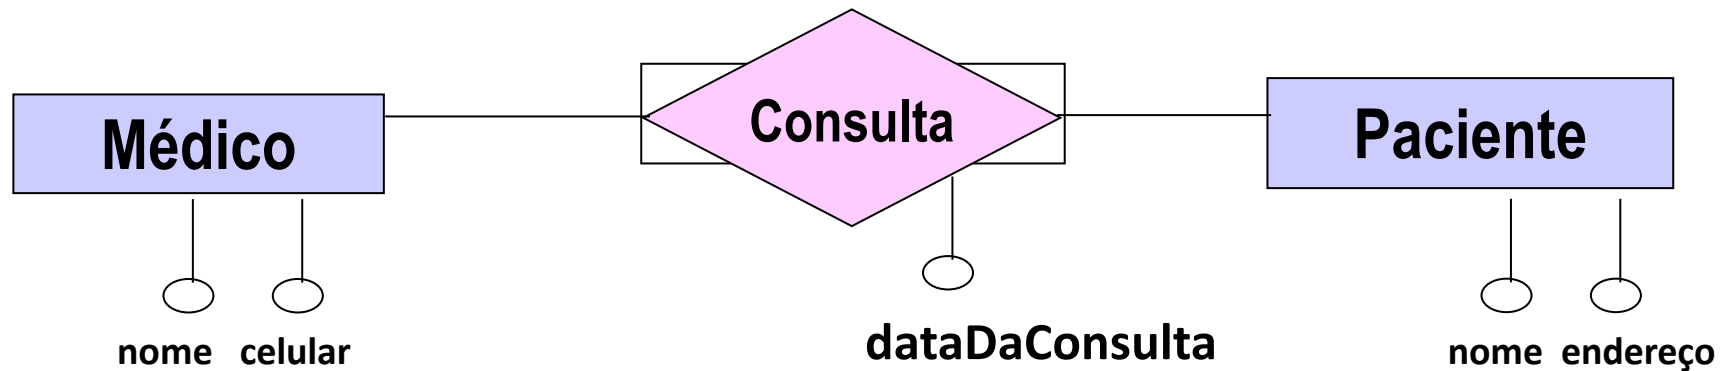 Médico
Consulta
Paciente
nome celular
dataDaConsulta
nome endereço